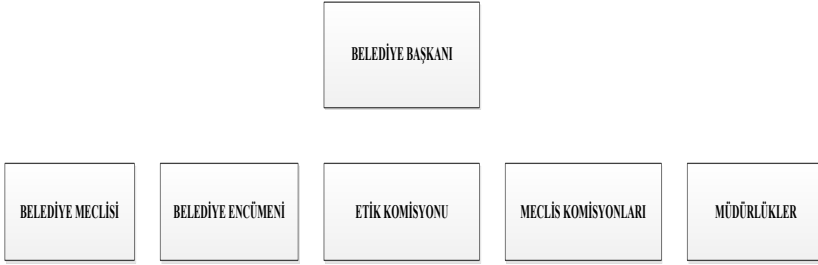 BELEDİYE BAŞKANI
BELEDİYE MECLİSİ
BELEDİYE ENCÜMENİ
ETİK KOMİSYONU
MECLİS KOMİSYONLARI
MÜDÜRLÜKLER